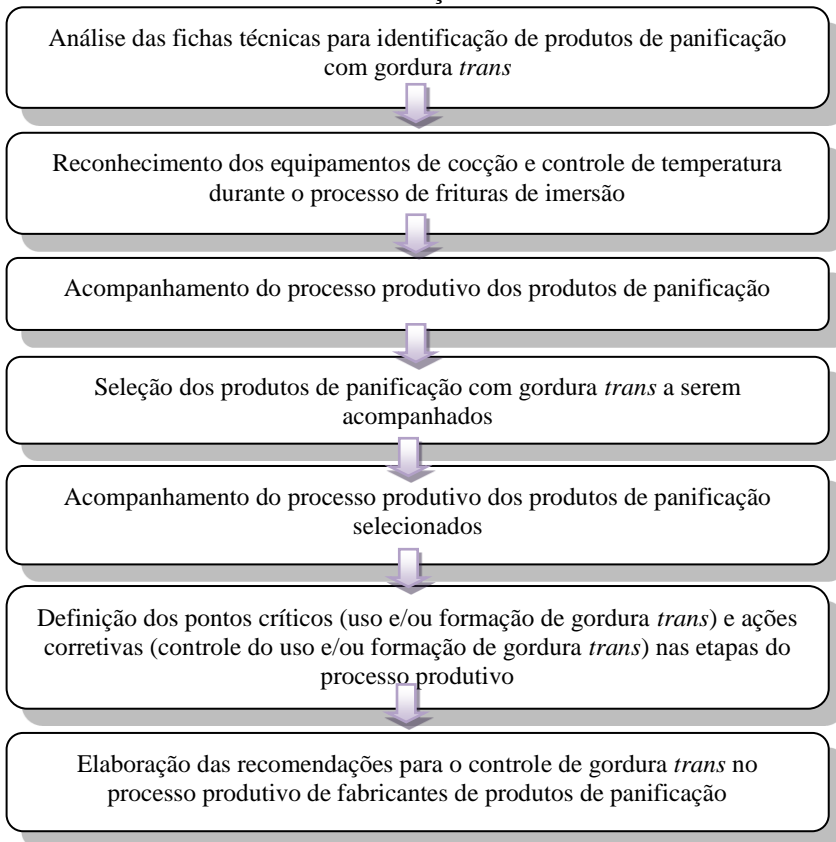 Análise das fichas técnicas para identificação de produtos de panificação
com gordura trans
Reconhecimento dos equipamentos de cocção e controle de temperatura
durante o processo de frituras de imersão
Acompanhamento do processo produtivo dos produtos de panificação
Seleção dos produtos de panificação com gordura trans a serem
acompanhados
Acompanhamento do processo produtivo dos produtos de panificação
selecionados
Definição dos pontos críticos (uso e/ou formação de gordura trans) e ações
corretivas (controle do uso e/ou formação de gordura trans) nas etapas do
processo produtivo
Elaboração das recomendações para o controle de gordura trans no
processo produtivo de fabricantes de produtos de panificação